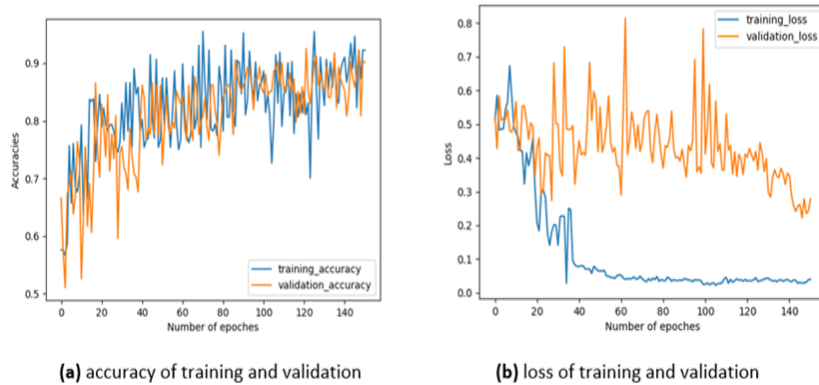 0.9
0.8
0.7
0.6
0.5
Accuracies
0 20 40 60 80 100 120 140
Number of epoches
training_accuracy
validation_accuracy
(a) accuracy of training and validation
0.8
0.7
0.6
0.5
0.4
0.3
0.2
0.1
0.0
Loss
0 20 40 60 80 100 120 140
Number of epoches
training_loss
validation_loss
(b) loss of training and validation